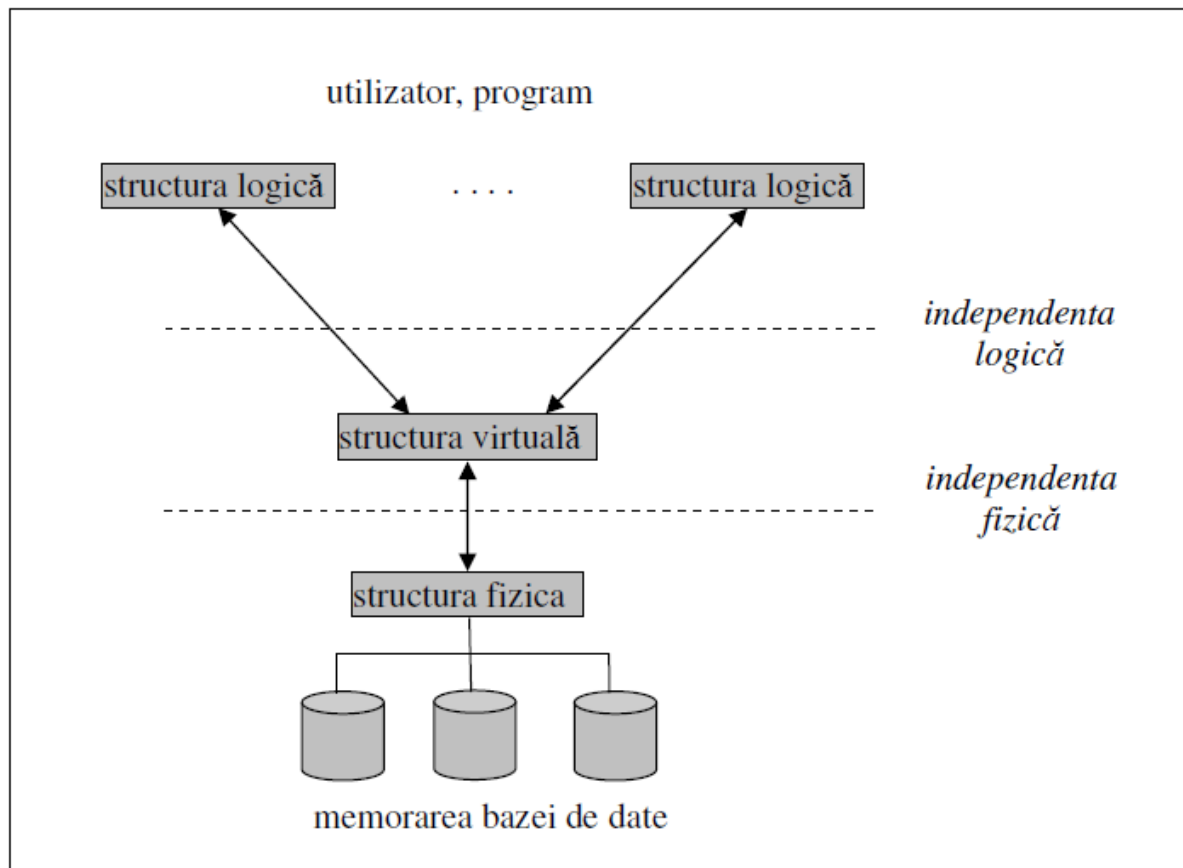 utilizator, program
structura logică
. . . .
structura logică
independenta
logică
structura virtuală
independenta
fizică
structura fizica
memorarea bazei de date